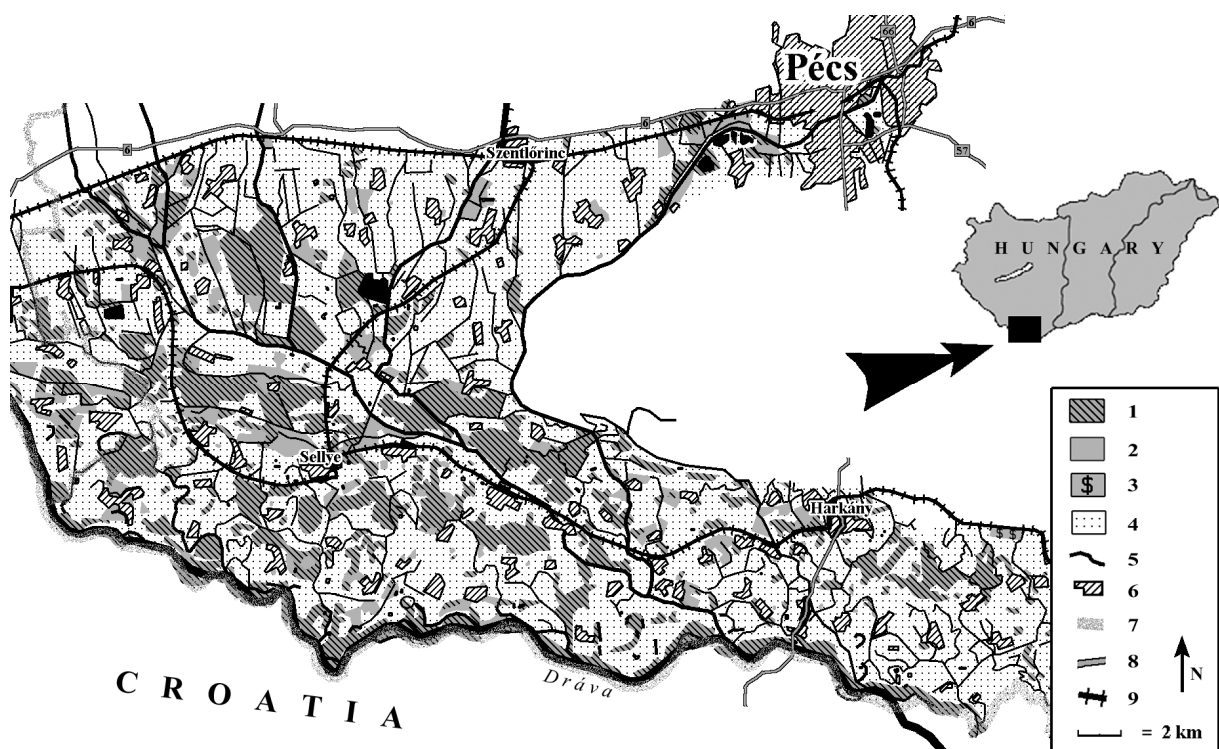 6
66
Pécs
6
6
Szentlőrinc
57
HUNGARY
Sellye
Harkány
CROATIA
Dráva
1
2
$ 3
4
5
6
7
8
9
N
= 2 km